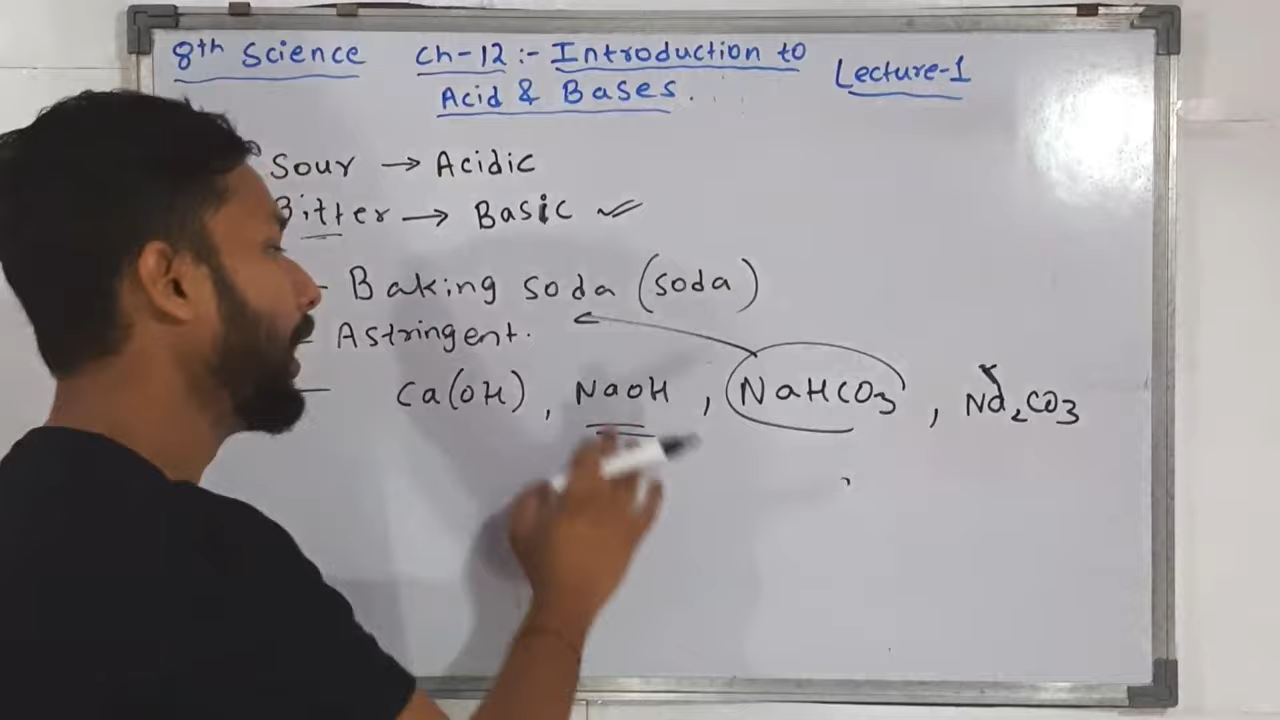 8th Science Ch-12:- Introduction to Lecture-1
Acid & Bases.
Sour → Acidic
Bitter → Basic ✓
- Baking soda (soda)
- Astringent.
- Ca(OH), NaOH, NaHCO3, Na2CO3